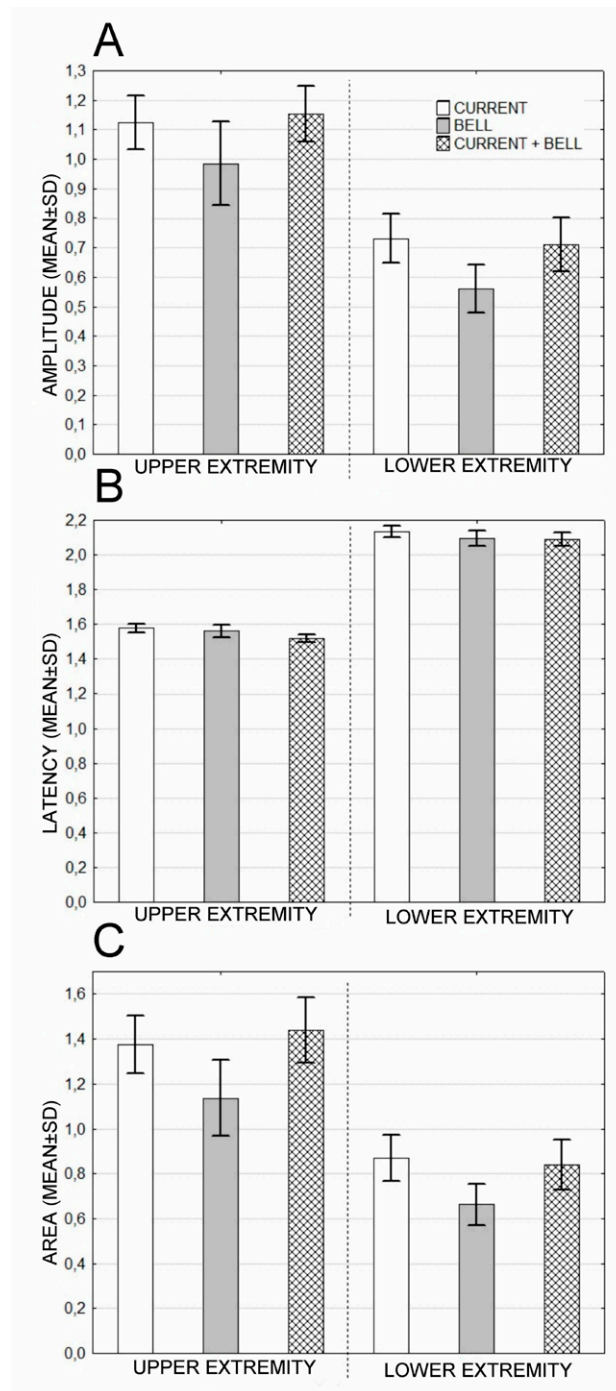 A
AMPLITUDE (MEAN±SD)
1,3
1,2
1,1
1,0
0,9
0,8
0,7
0,6
0,5
0,4
0,3
0,2
0,1
0,0
CURRENT
BELL
CURRENT + BELL
UPPER EXTREMITY
LOWER EXTREMITY
B
LATENCY (MEAN±SD)
2,2
2,0
1,8
1,6
1,4
1,2
1,0
0,8
0,6
0,4
0,2
0,0
UPPER EXTREMITY
LOWER EXTREMITY
C
AREA (MEAN±SD)
1,6
1,4
1,2
1,0
0,8
0,6
0,4
0,2
0,0
UPPER EXTREMITY
LOWER EXTREMITY